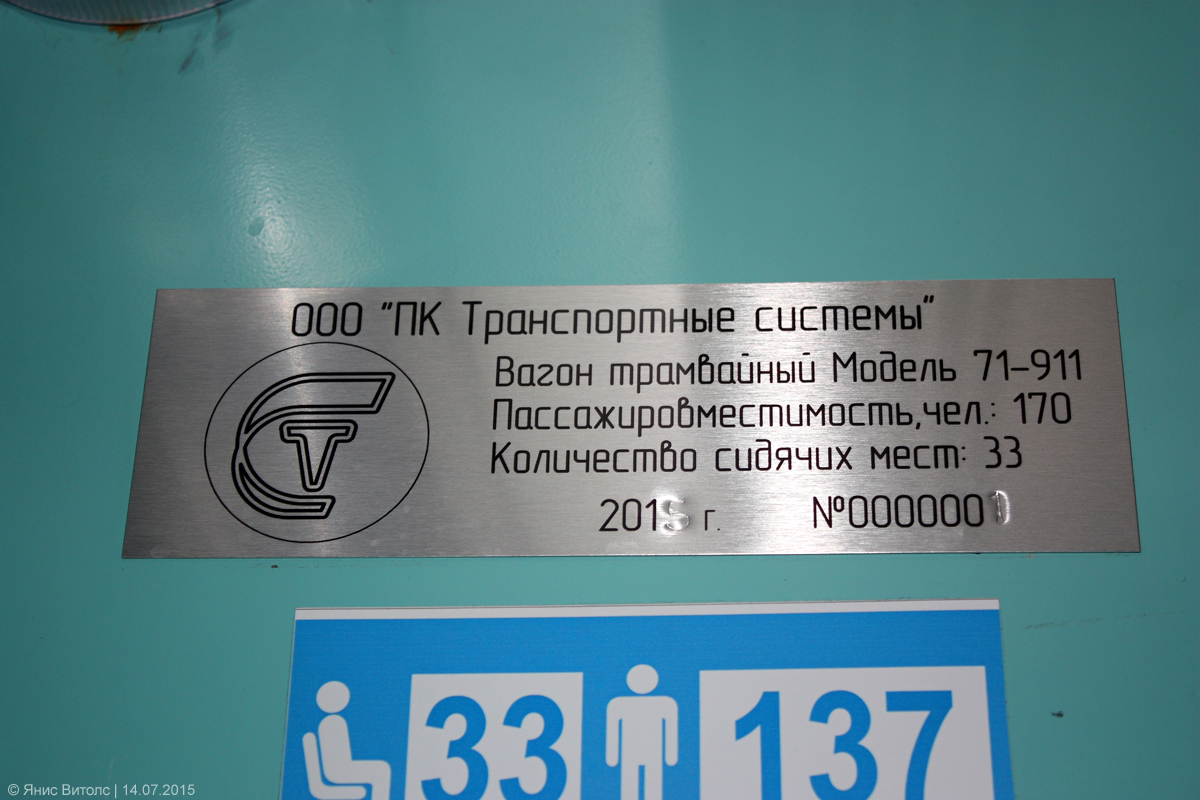 ООО "ПК Транспортные системы"
Вагон трамвайный Модель 71-911
Пассажировместимость,чел.: 170
Количество сидячих мест: 33
2015 г. №000000
33 137
© Янис Витолс | 14.07.2015